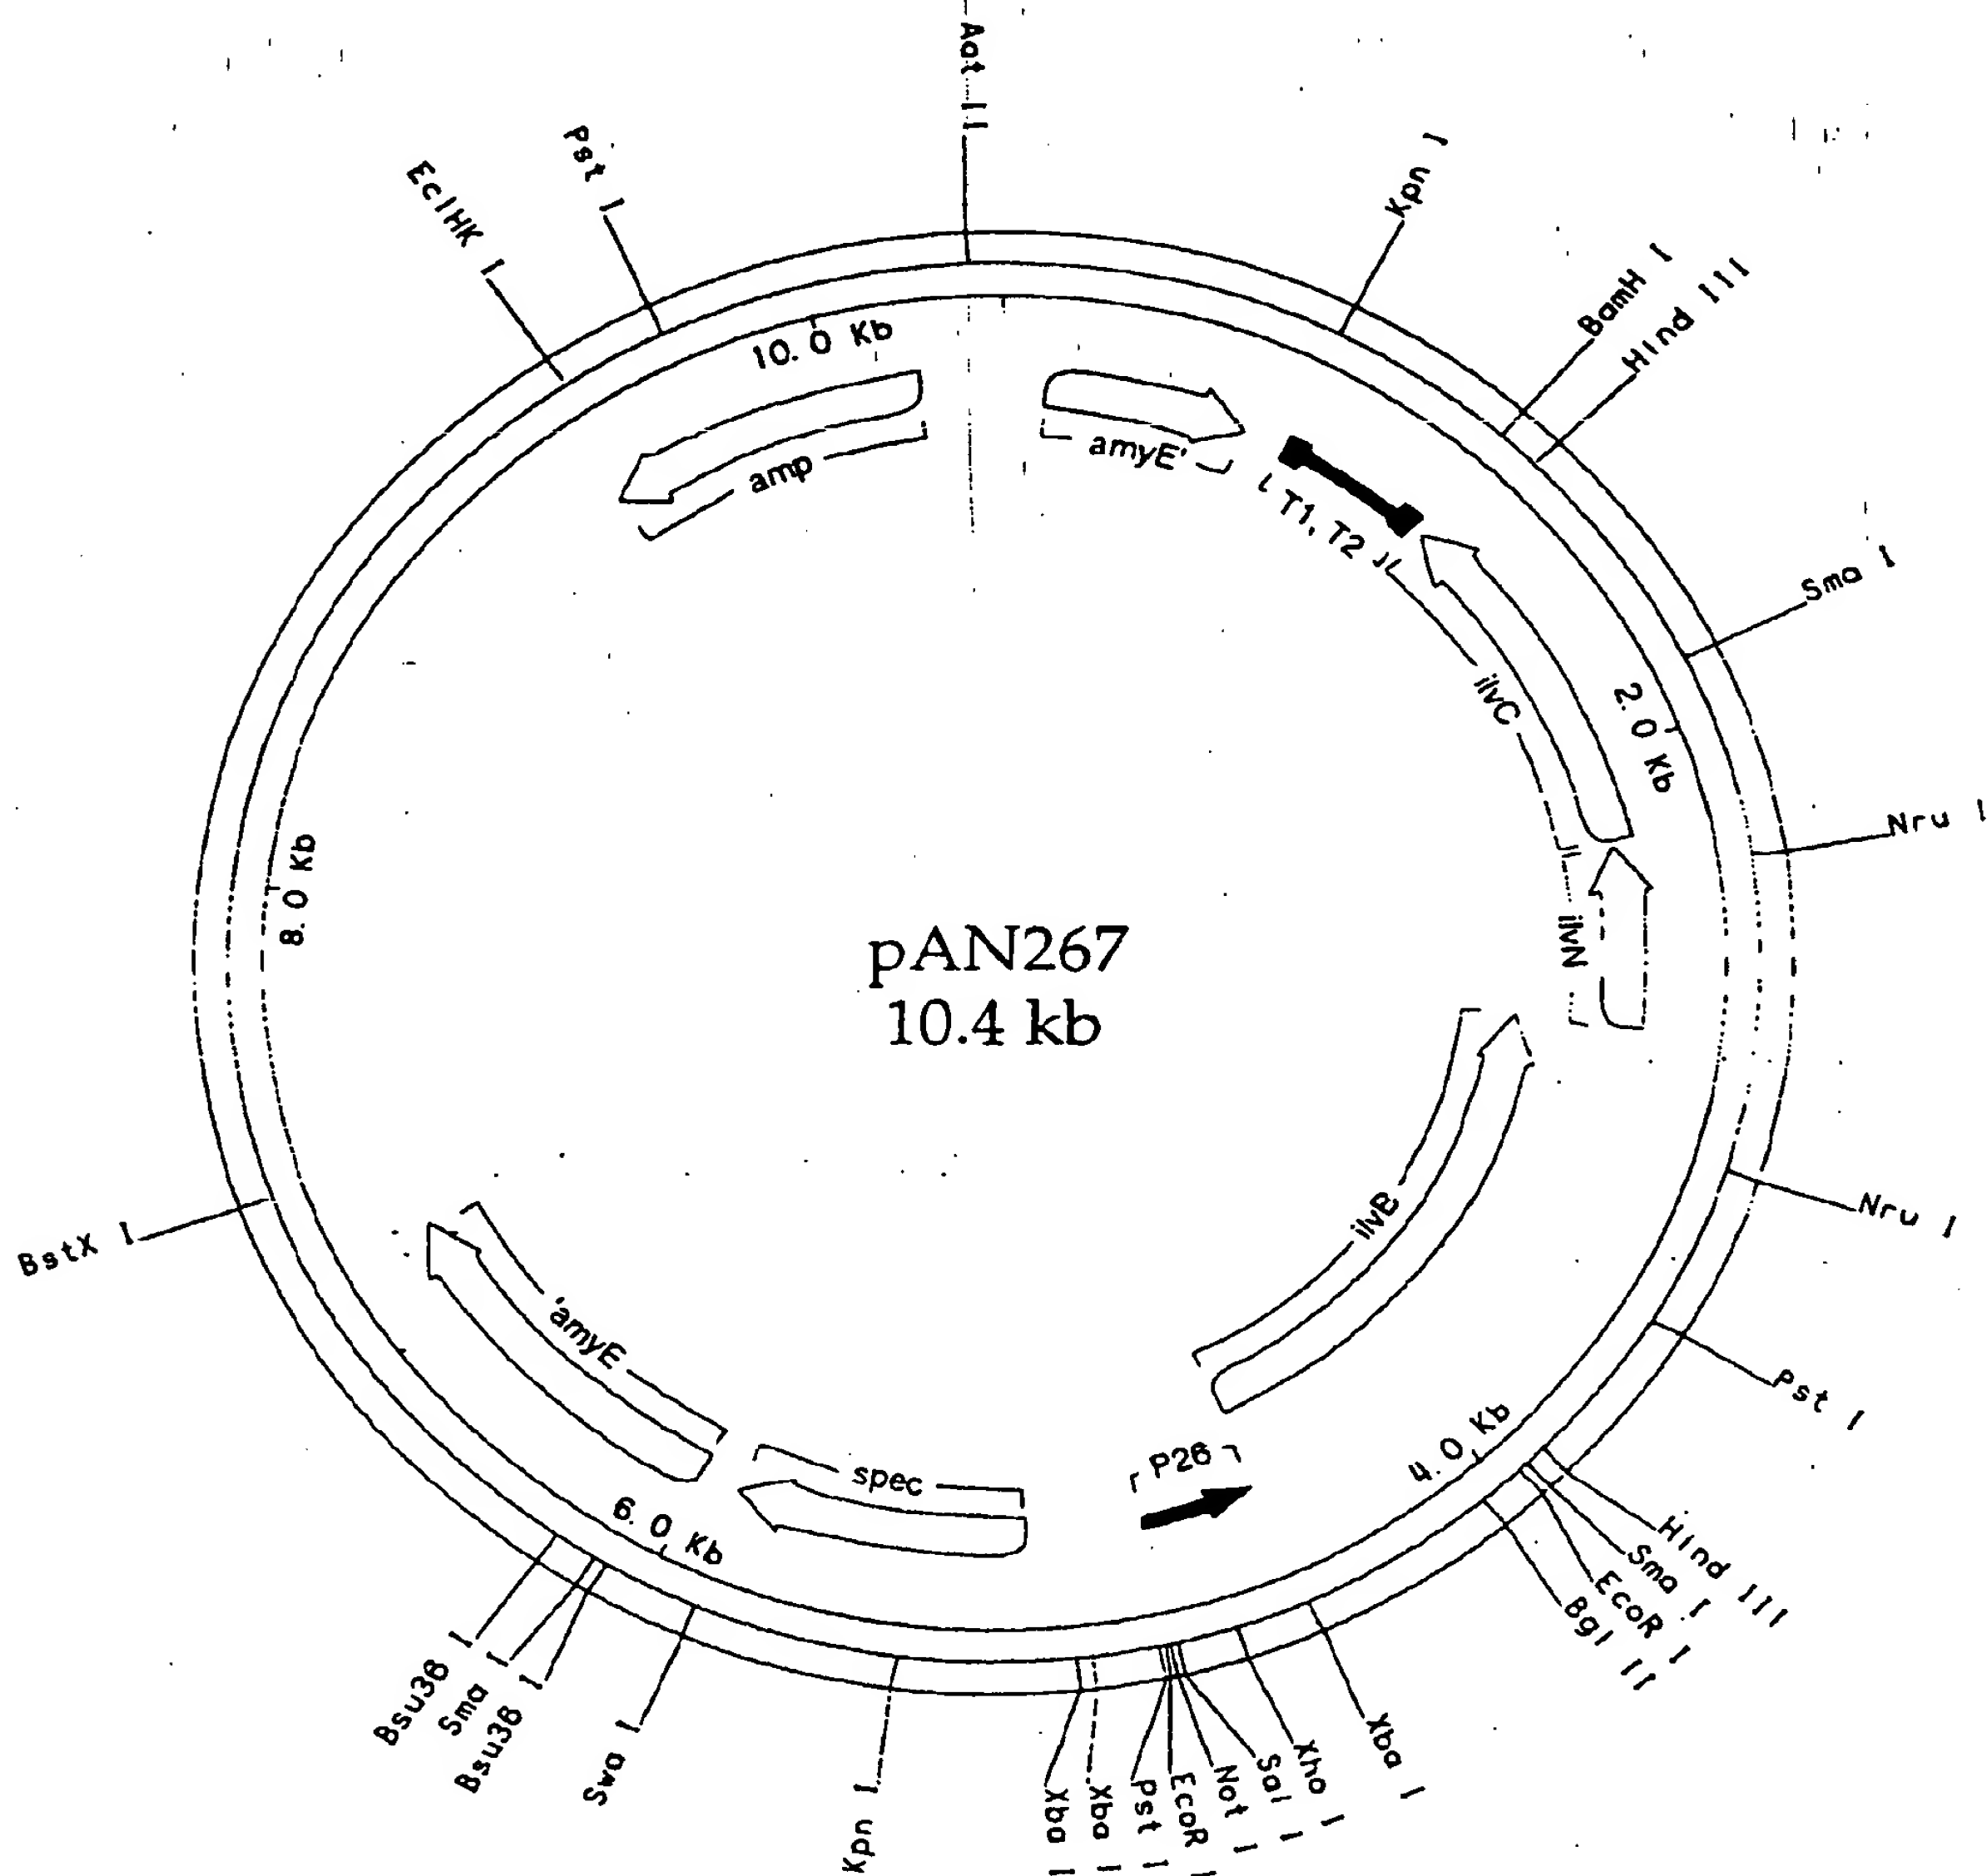 Aat II
Kpn I
BamH I
Hind III
Sma I
Nru I
Nru I
Pst I
Hind III
Sma I
EcoR I
Bgl II
Xba I
Xho I
Sal I
Not I
EcoR I
Pst I
Xba I
Xba I
Kpn I
Swa I
Bsu36 I
Sma I
Bsu36 I
BstX I
EclHK I
Pst I
10.0 Kb
2.0 Kb
4.0 Kb
6.0 Kb
8.0 Kb
amp
amyE'
T1, T2
ilvC
ilvN
ilvB
P26
spec
'amyE
pAN267
10.4 kb